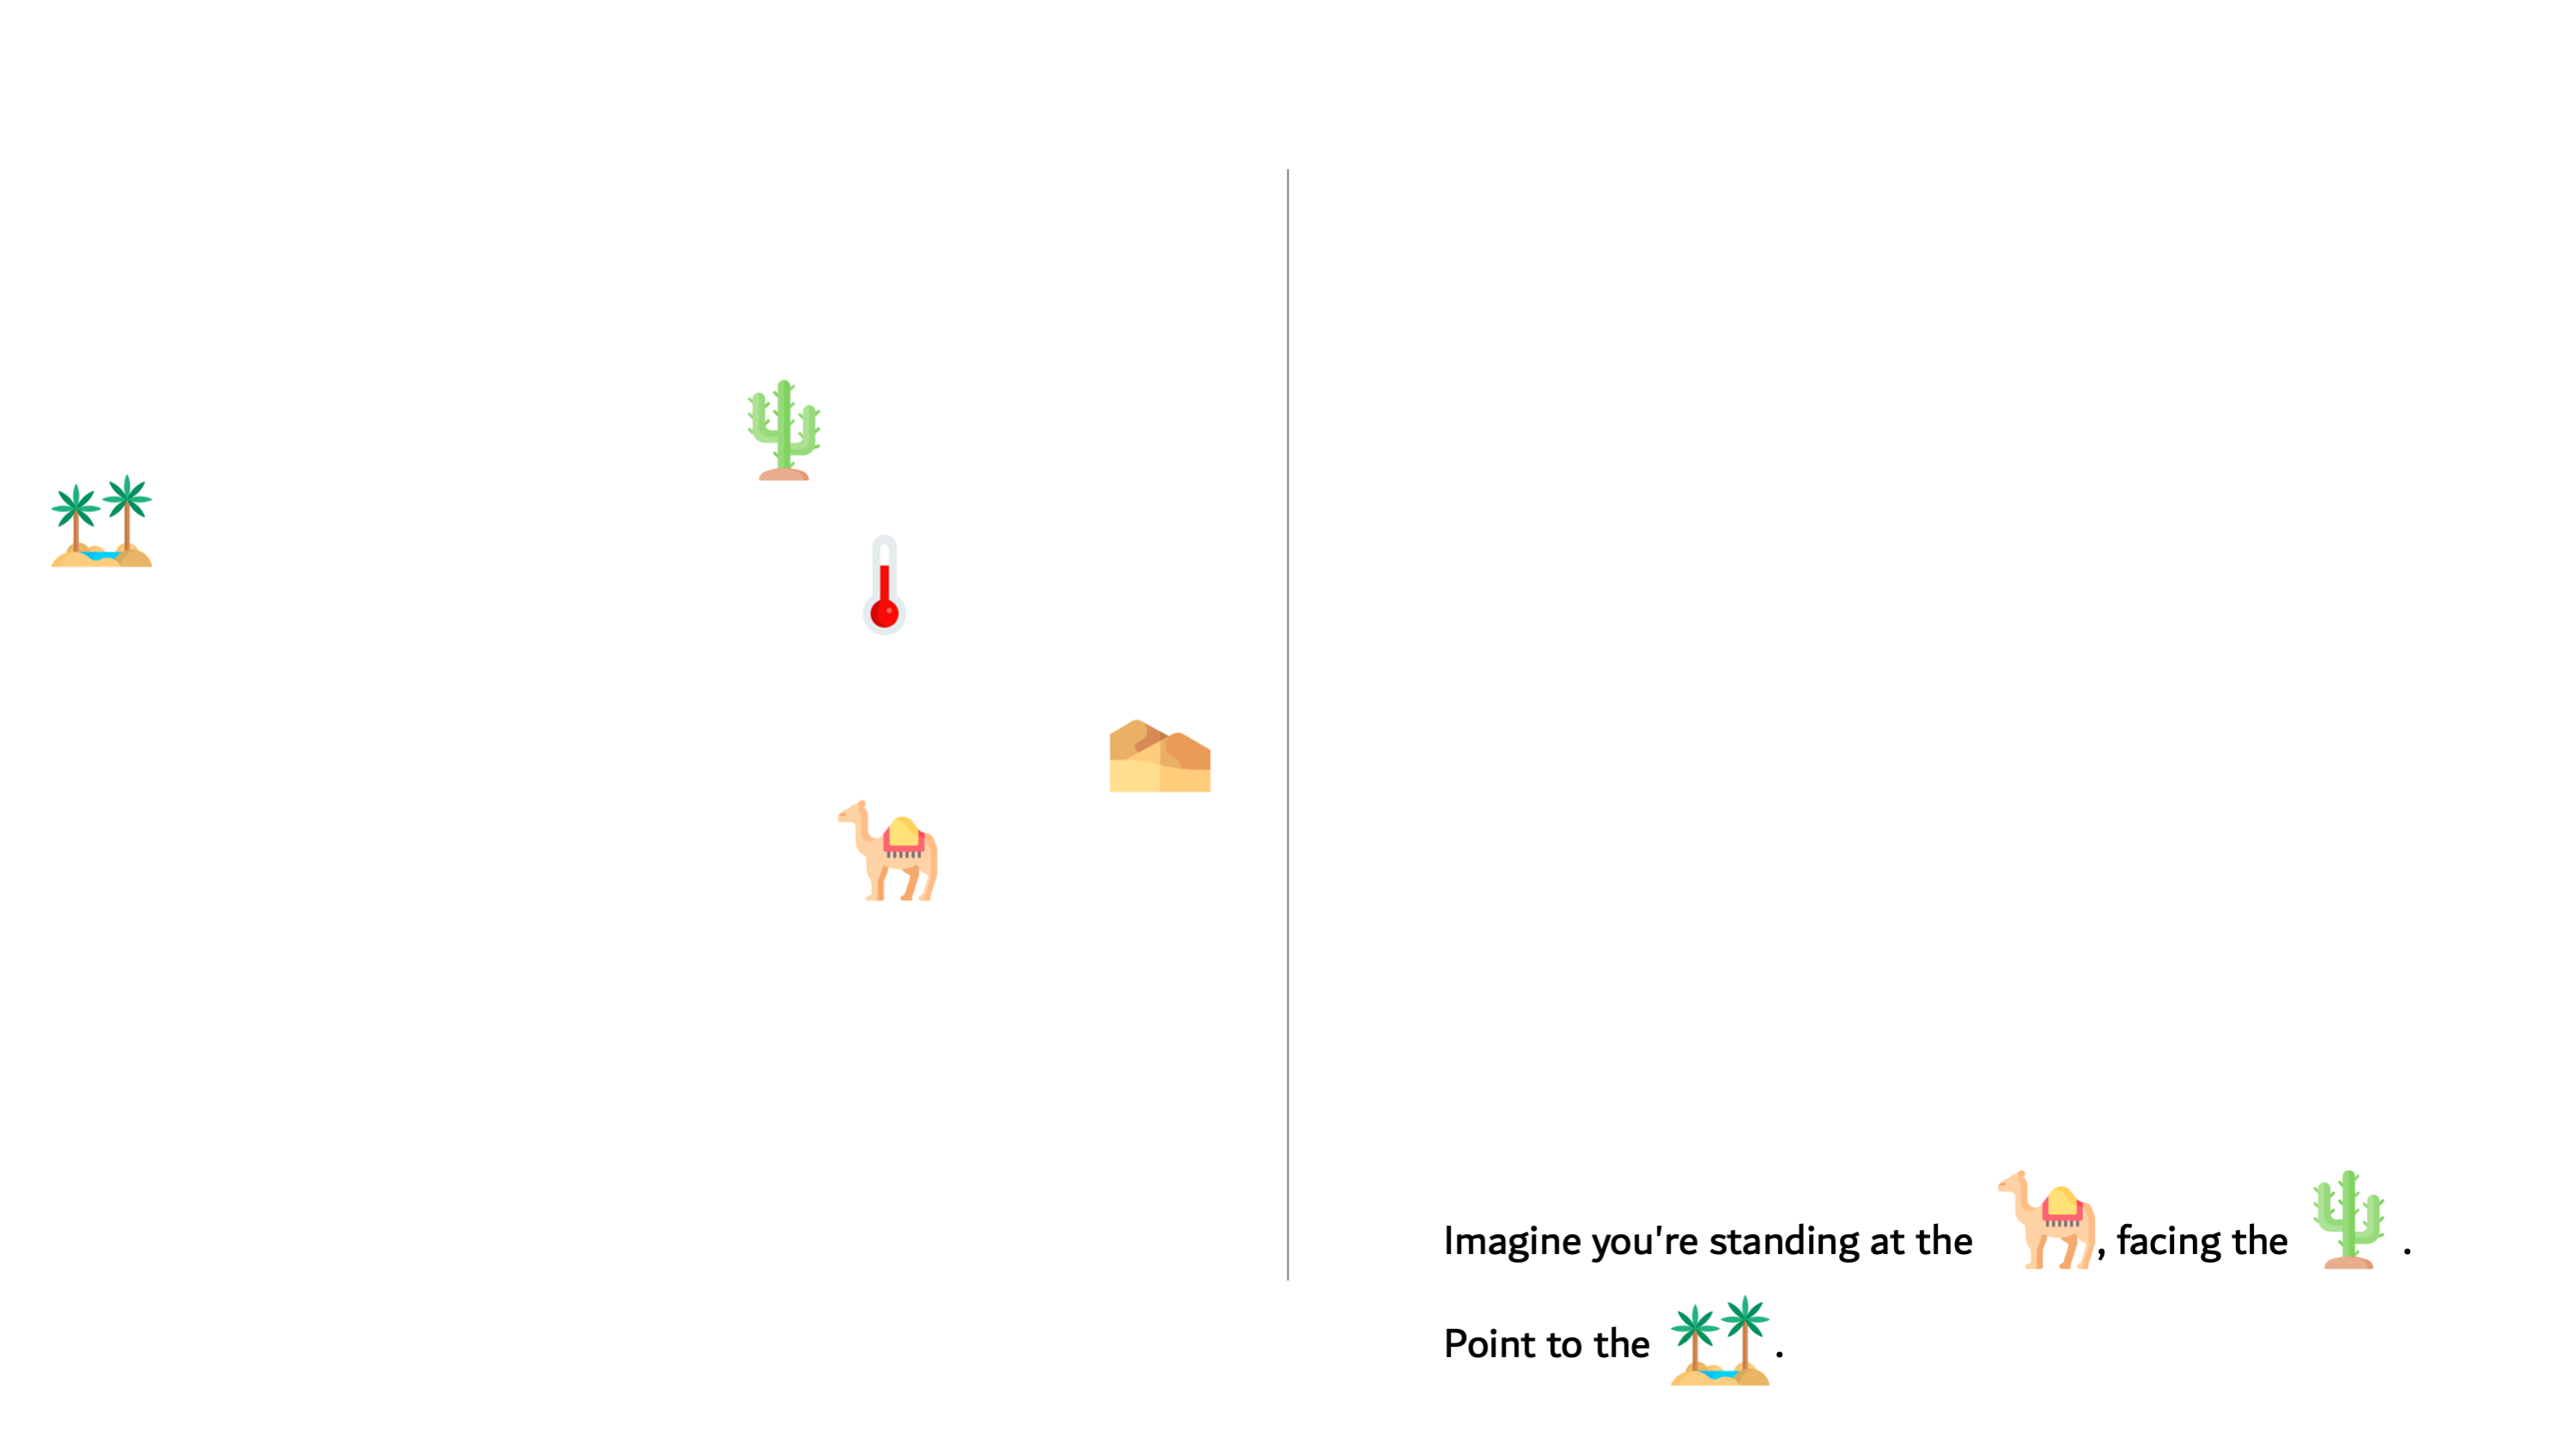 Imagine you're standing at the , facing the .
Point to the .